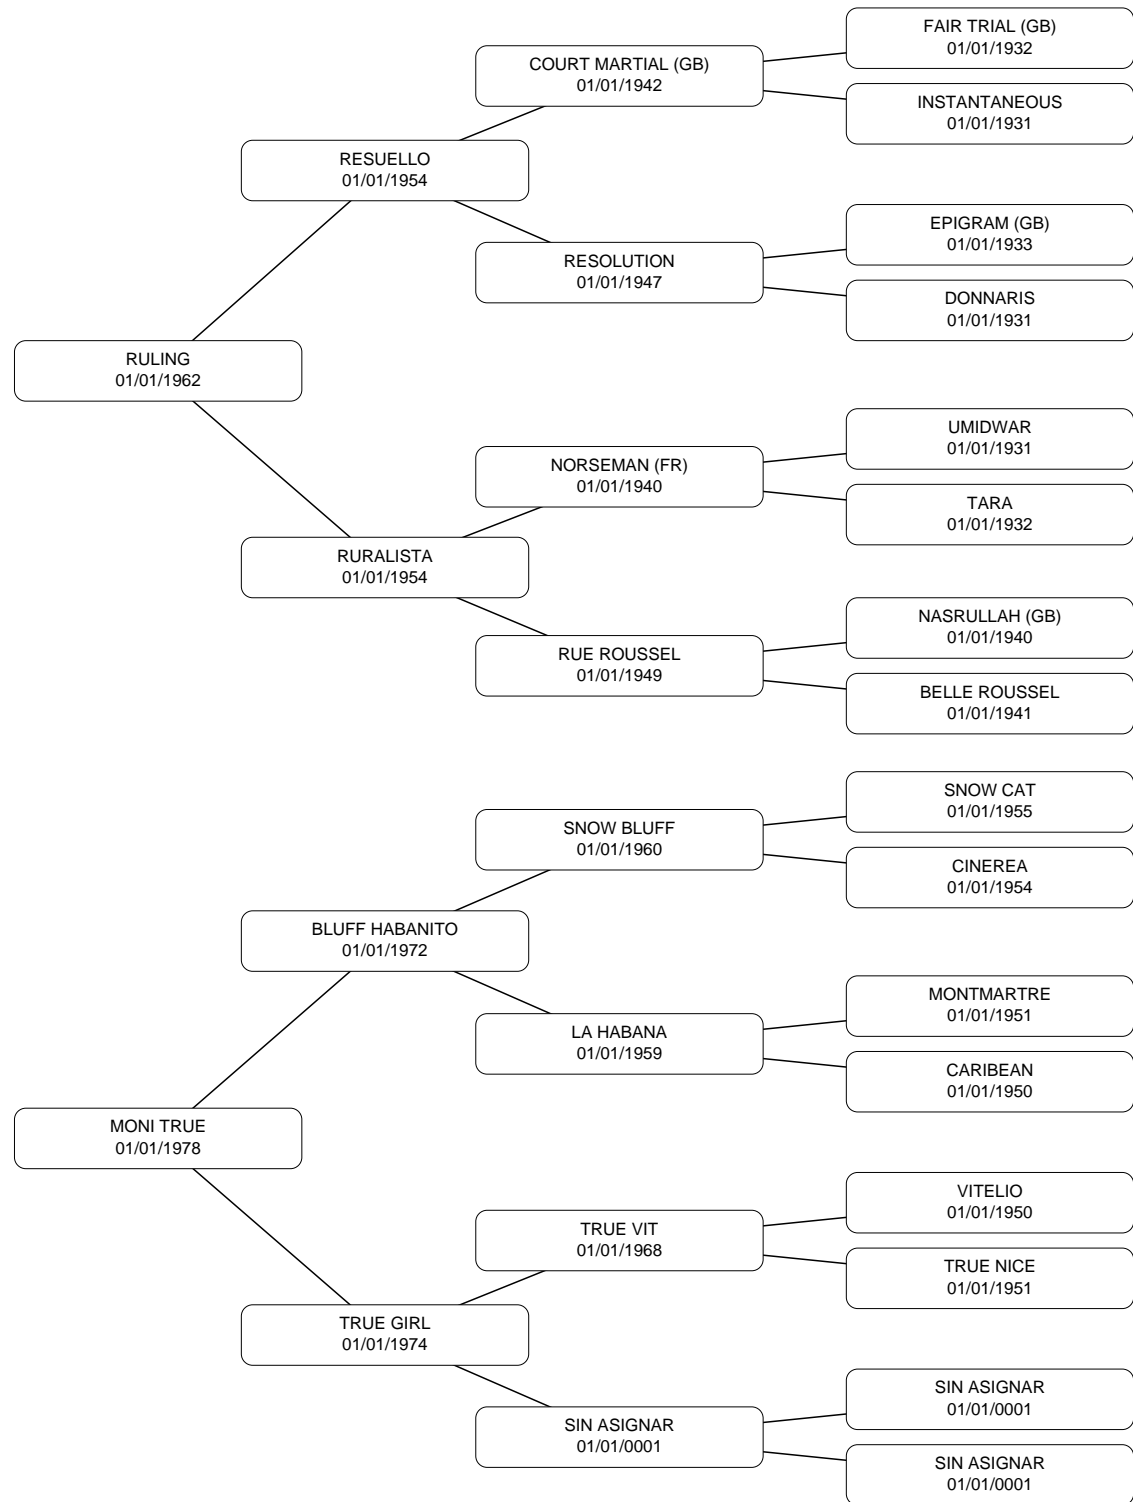 FAIR TRIAL (GB)
01/01/1932
COURT MARTIAL (GB)
01/01/1942
INSTANTANEOUS
01/01/1931
RESUELLO
01/01/1954
EPIGRAM (GB)
01/01/1933
RESOLUTION
01/01/1947
DONNARIS
01/01/1931
RULING
01/01/1962
UMIDWAR
01/01/1931
NORSEMAN (FR)
01/01/1940
TARA
01/01/1932
RURALISTA
01/01/1954
NASRULLAH (GB)
01/01/1940
RUE ROUSSEL
01/01/1949
BELLE ROUSSEL
01/01/1941
SNOW CAT
01/01/1955
SNOW BLUFF
01/01/1960
CINEREA
01/01/1954
BLUFF HABANITO
01/01/1972
MONTMARTRE
01/01/1951
LA HABANA
01/01/1959
CARIBEAN
01/01/1950
MONI TRUE
01/01/1978
VITELIO
01/01/1950
TRUE VIT
01/01/1968
TRUE NICE
01/01/1951
TRUE GIRL
01/01/1974
SIN ASIGNAR
01/01/0001
SIN ASIGNAR
01/01/0001
SIN ASIGNAR
01/01/0001